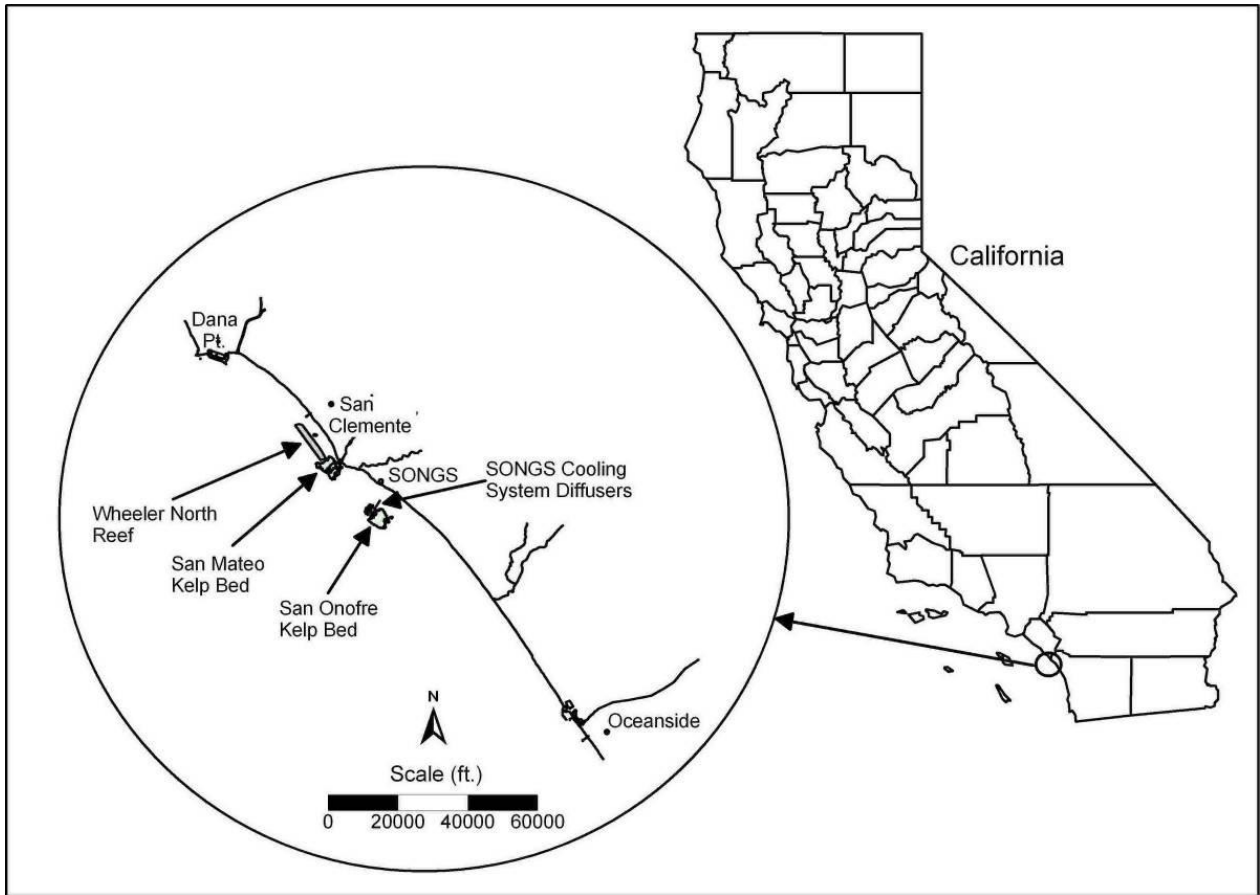 California
Dana
Pt.
San
Clemente
SONGS
SONGS Cooling
System Diffusers
Wheeler North
Reef
San Mateo
Kelp Bed
San Onofre
Kelp Bed
N
Oceanside
Scale (ft.)
0 20000 40000 60000